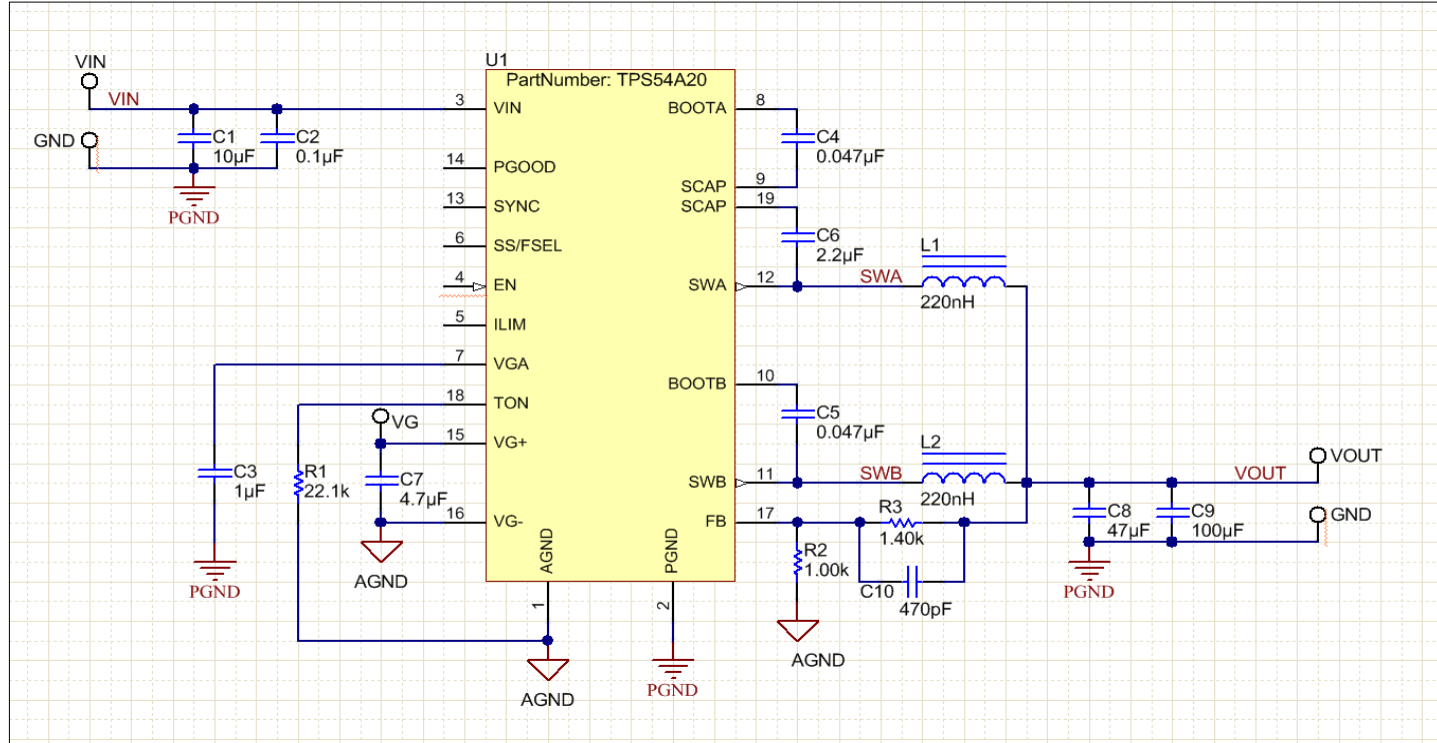 U1
PartNumber: TPS54A20
VIN
VIN
GND
C1
10µF
C2
0.1µF
PGND
3
VIN
14
PGOOD
13
SYNC
6
SS/FSEL
4
EN
5
ILIM
7
VGA
18
TON
15
VG+
16
VG-
BOOTA
8
SCAP
9
SCAP
19
SWA
12
BOOTB
10
SWB
11
FB
17
AGND
1
PGND
2
C4
0.047µF
C6
2.2µF
SWA
L1
220nH
C5
0.047µF
SWB
L2
220nH
R3
1.40k
R2
1.00k
C10
470pF
AGND
VOUT
VOUT
GND
C8
47µF
C9
100µF
PGND
C3
1µF
PGND
R1
22.1k
VG
C7
4.7µF
AGND
AGND
PGND